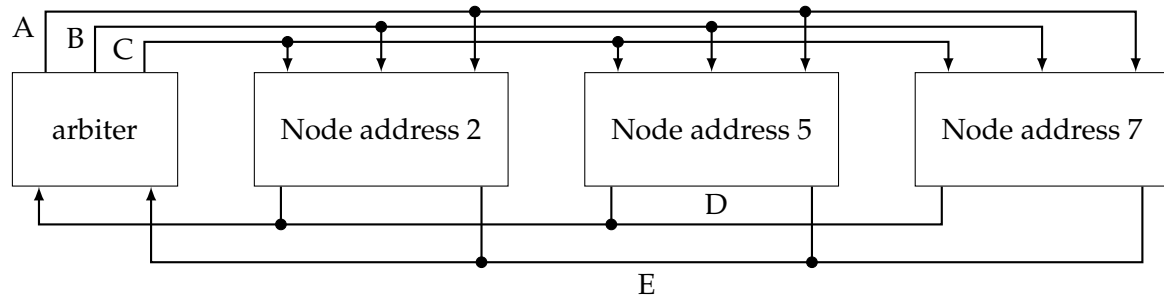 A
B
C
arbiter
Node address 2
Node address 5
Node address 7
D
E